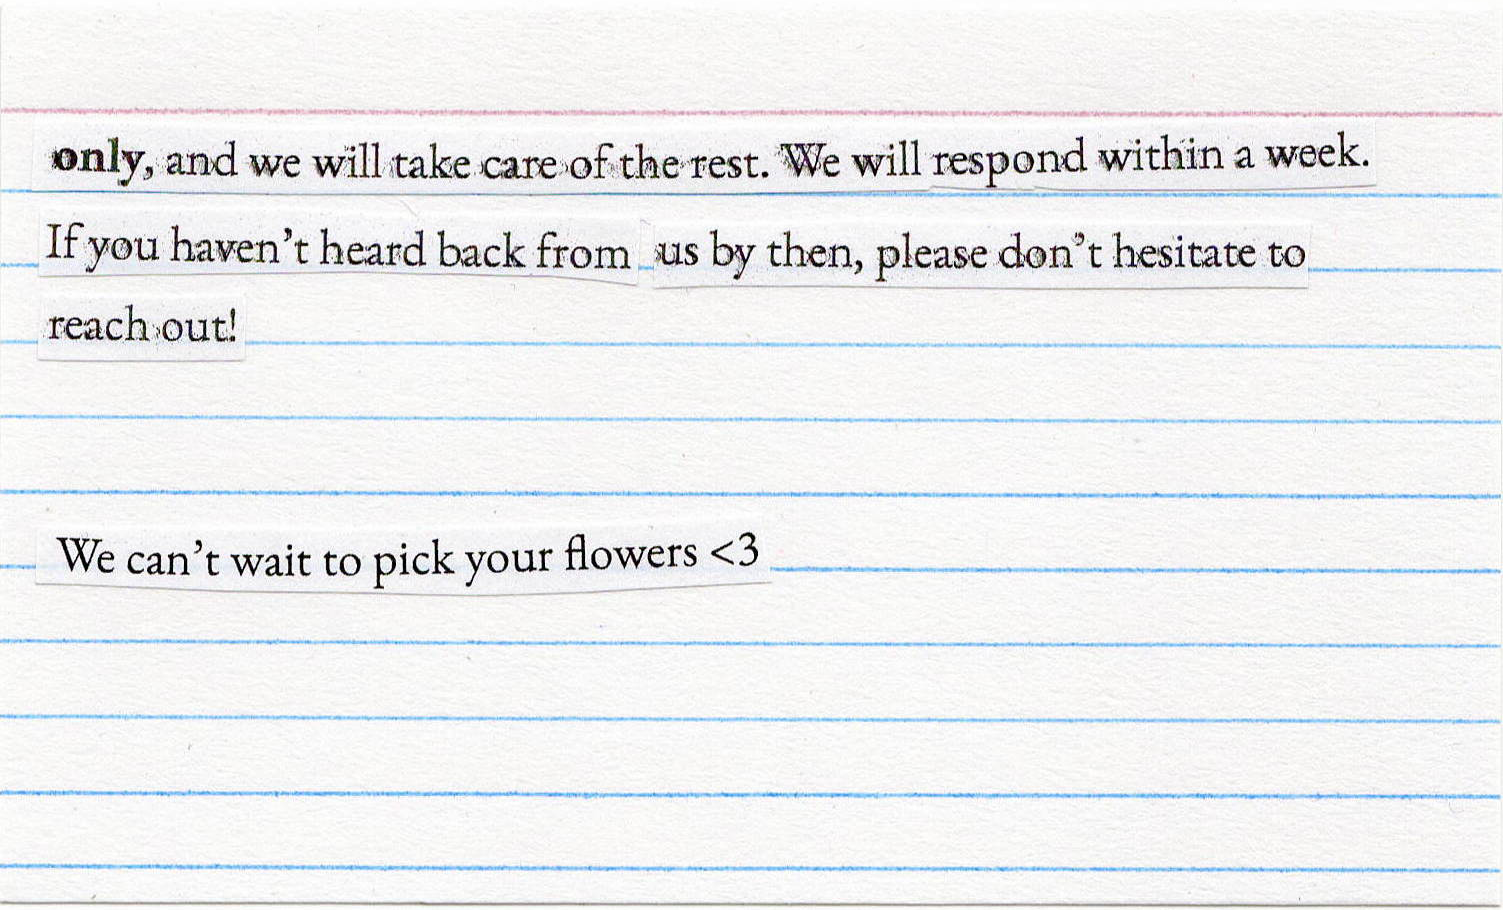 only, and we will take care of the rest. We will respond within a week.
If you haven’t heard back from us by then, please don’t hesitate to
reach out!
We can’t wait to pick your flowers <3